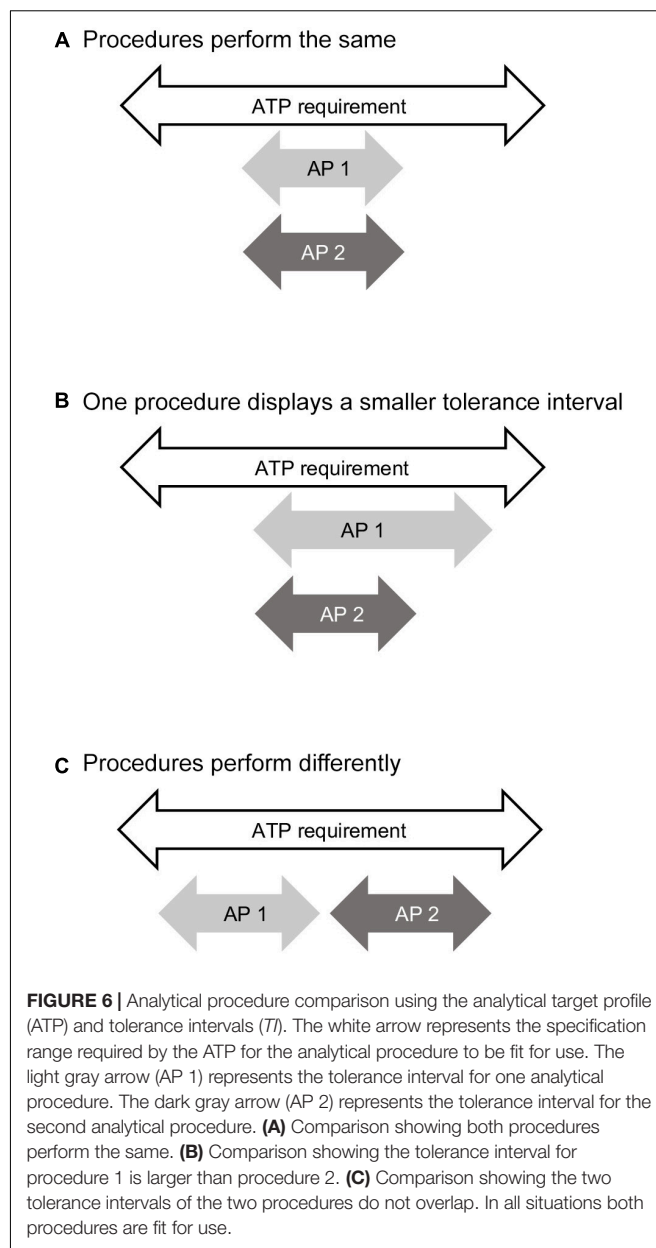 A Procedures perform the same
ATP requirement
AP 1
AP 2
B One procedure displays a smaller tolerance interval
ATP requirement
AP 1
AP 2
C Procedures perform differently
ATP requirement
AP 1 AP 2
FIGURE 6 | Analytical procedure comparison using the analytical target profile
(ATP) and tolerance intervals (TI). The white arrow represents the specification
range required by the ATP for the analytical procedure to be fit for use. The
light gray arrow (AP 1) represents the tolerance interval for one analytical
procedure. The dark gray arrow (AP 2) represents the tolerance interval for the
second analytical procedure. (A) Comparison showing both procedures
perform the same. (B) Comparison showing the tolerance interval for
procedure 1 is larger than procedure 2. (C) Comparison showing the two
tolerance intervals of the two procedures do not overlap. In all situations both
procedures are fit for use.